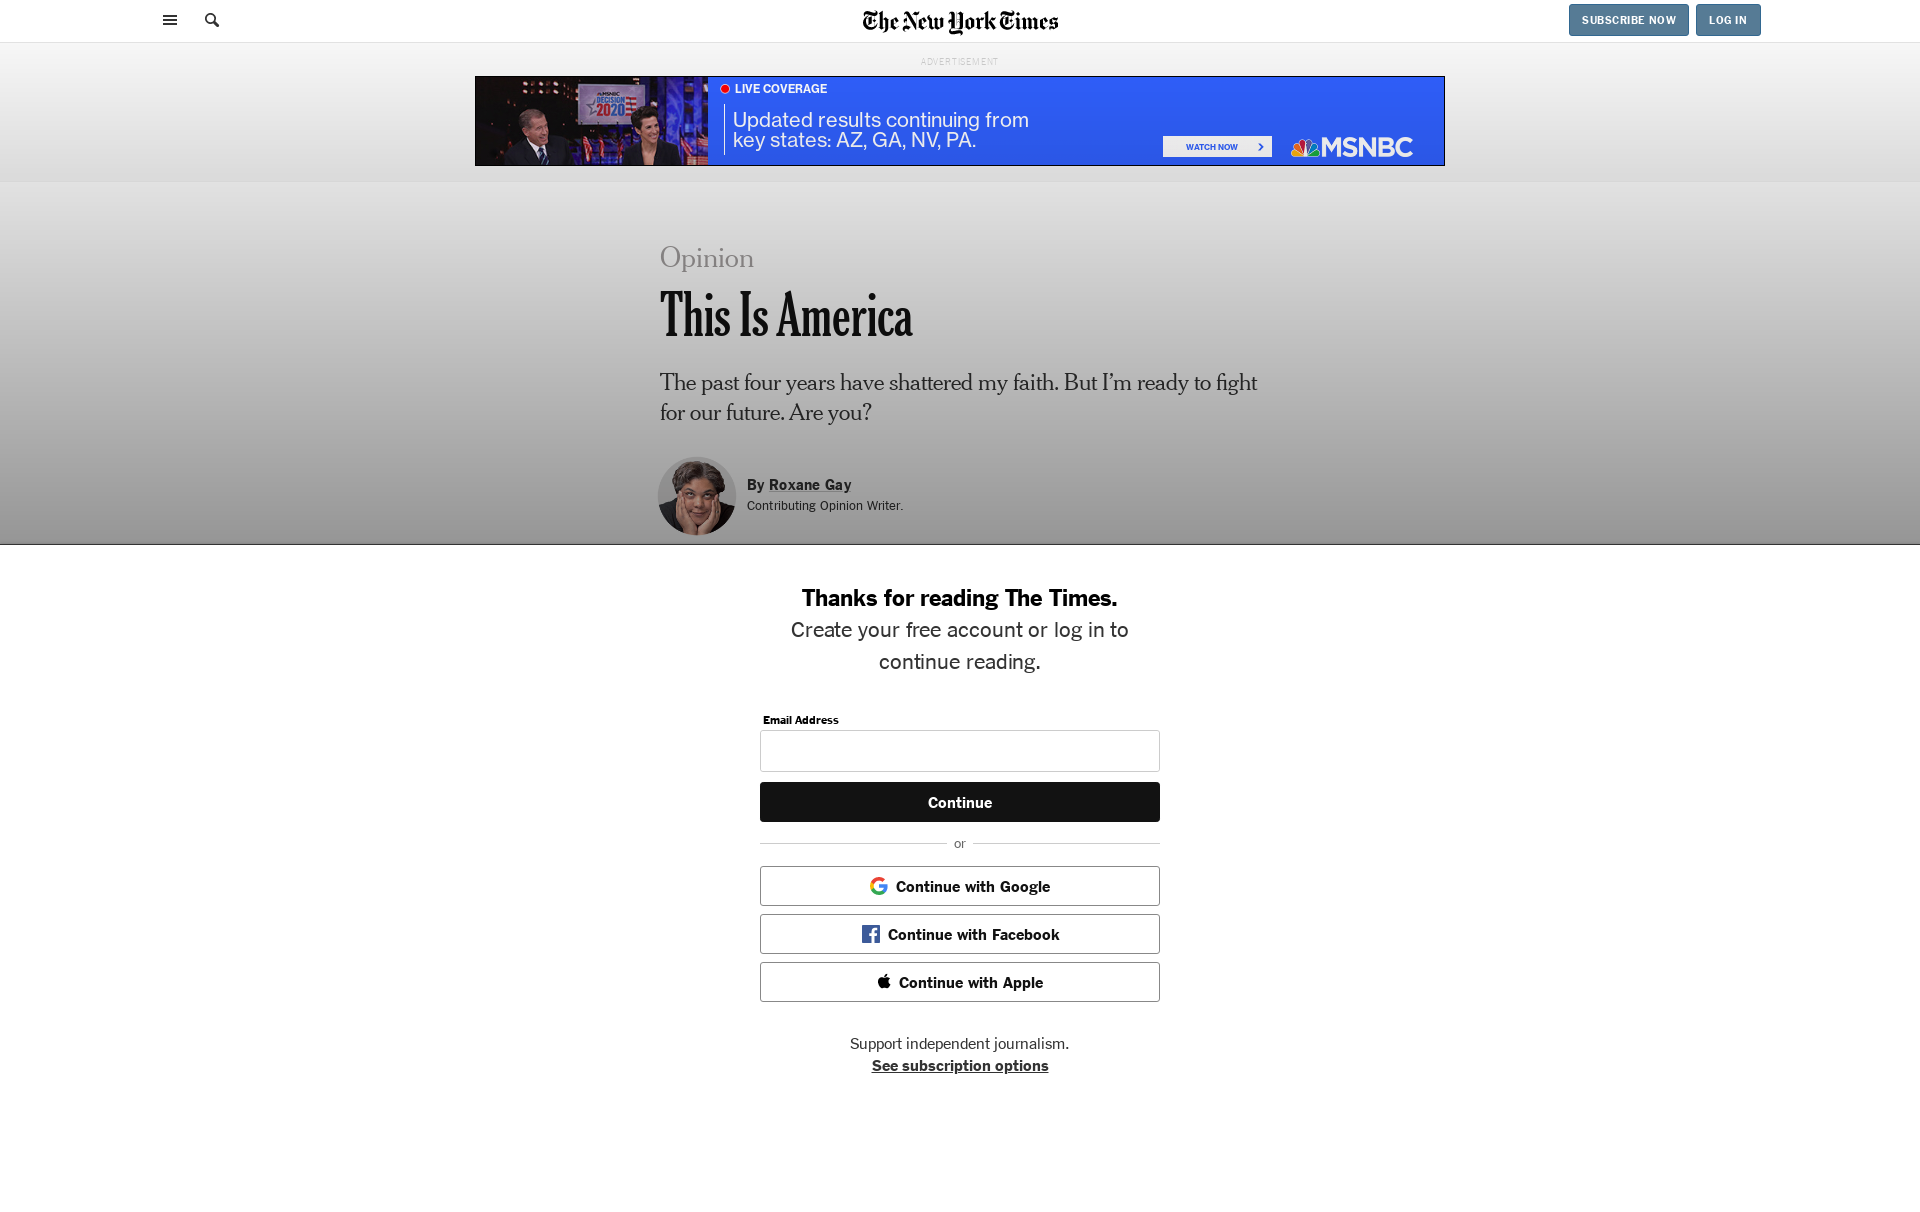 The New York Times
SUBSCRIBE NOW
LOG IN
ADVERTISEMENT
MSNBC
DECISION
2020
LIVE COVERAGE
Updated results continuing from
key states: AZ, GA, NV, PA.
WATCH NOW
MSNBC
Opinion
This Is America
The past four years have shattered my faith. But I’m ready to fight
for our future. Are you?
By Roxane Gay
Contributing Opinion Writer.
Thanks for reading The Times.
Create your free account or log in to
continue reading.
Email Address
Continue
or
Continue with Google
Continue with Facebook
Continue with Apple
Support independent journalism.
See subscription options